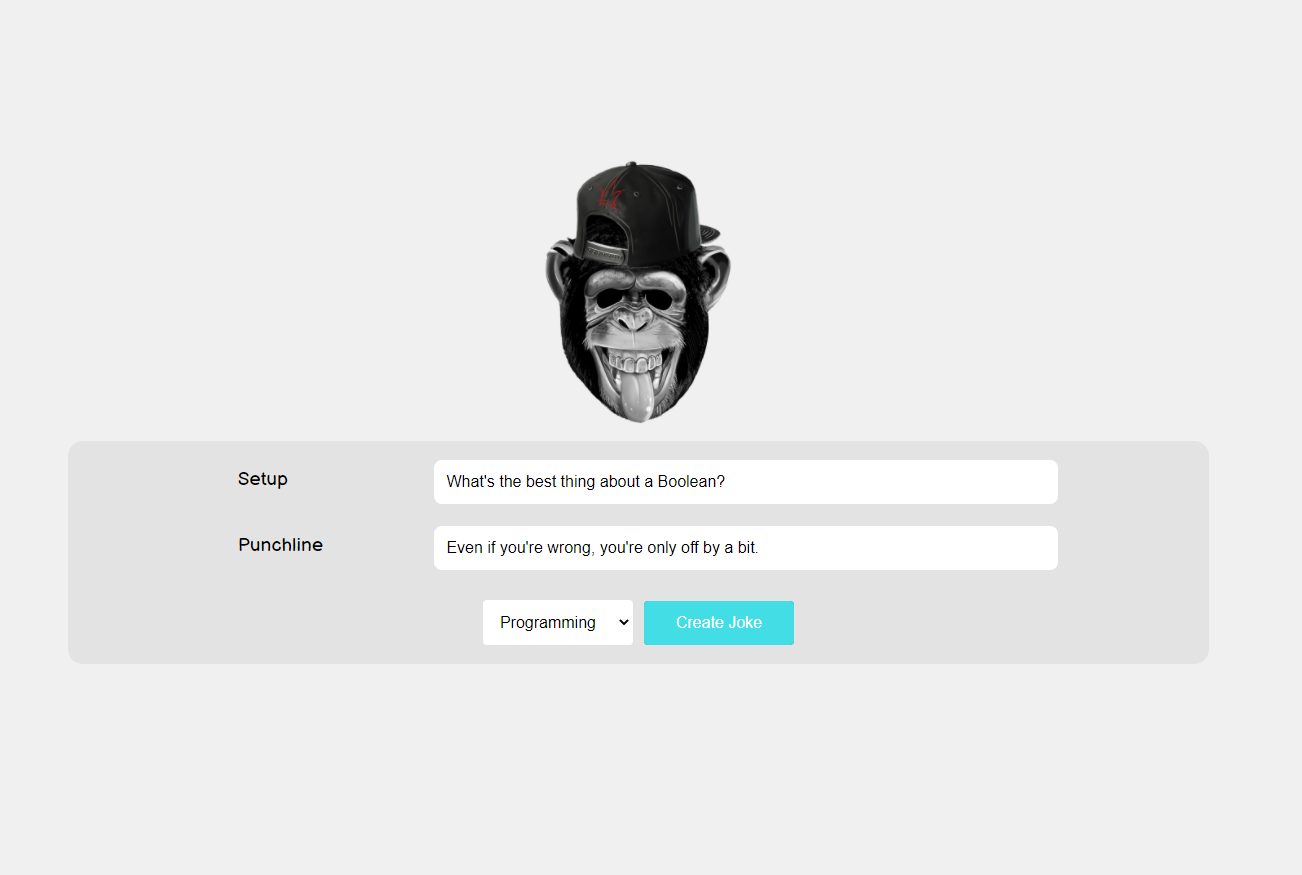 Setup
What's the best thing about a Boolean?
Punchline
Even if you're wrong, you're only off by a bit.
Programming
Create Joke